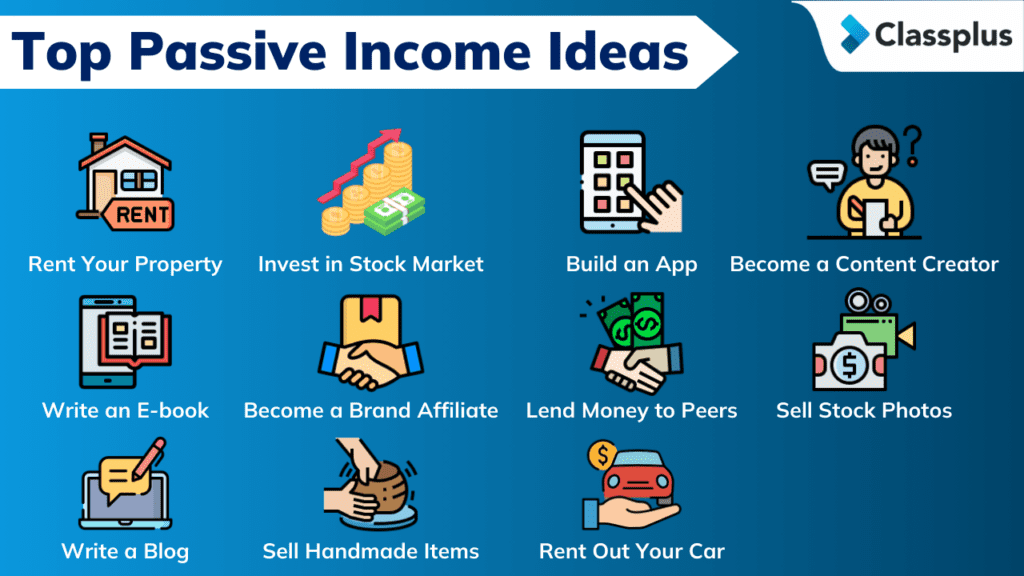 Top Passive Income Ideas
Classplus
RENT
Rent Your Property
Invest in Stock Market
Build an App
Become a Content Creator
Write an E-book
Become a Brand Affiliate
Lend Money to Peers
Sell Stock Photos
Write a Blog
Sell Handmade Items
Rent Out Your Car